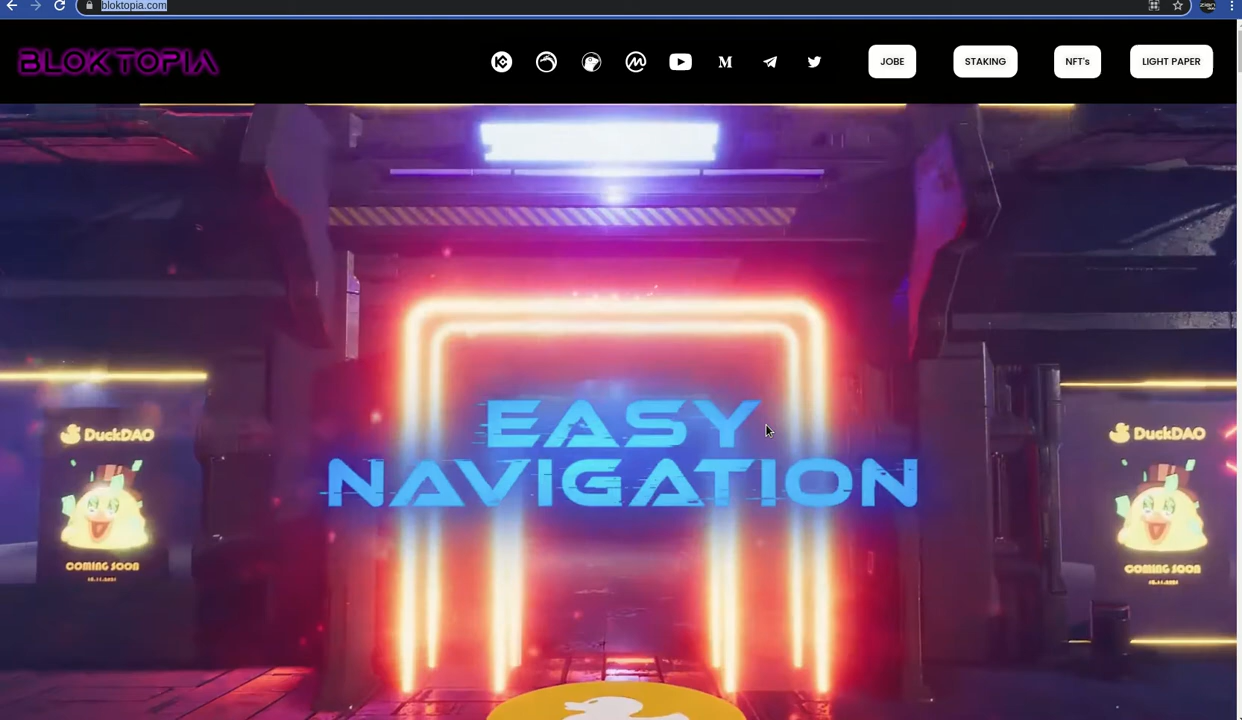 bloktopia.com
BLOKTOPIA
M
JOBE
STAKING
NFT's
LIGHT PAPER
EASY
NAVIGATION
DuckDAO
COMING SOON
DuckDAO
COMING SOON